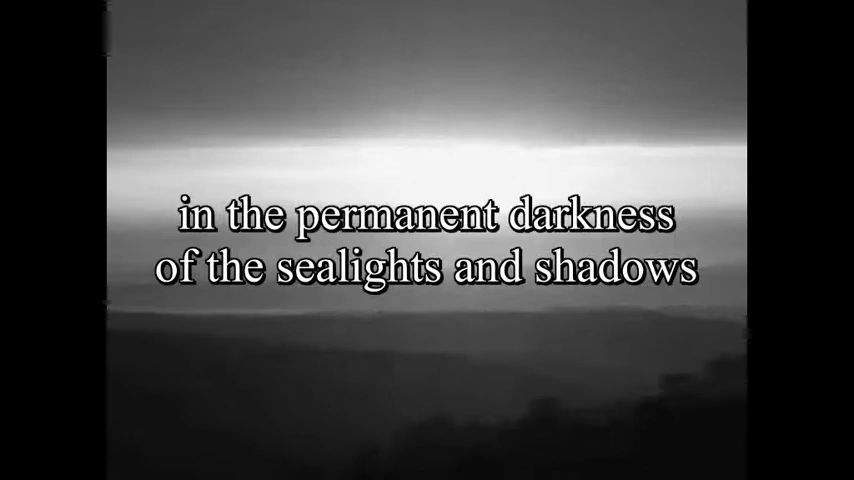 in the permanent darkness
of the sealights and shadows